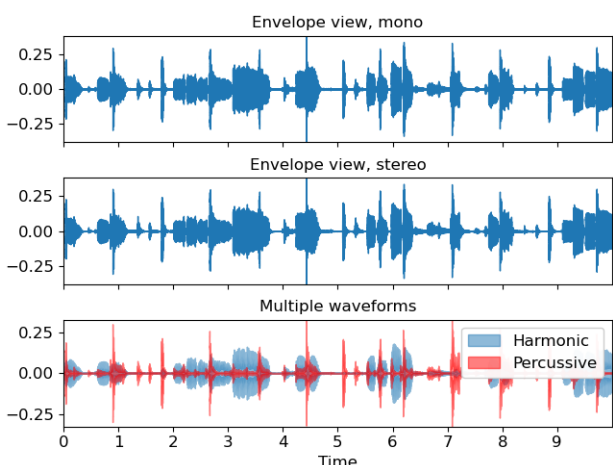 Envelope view, mono
0.25
0.00
−0.25
Envelope view, stereo
0.25
0.00
−0.25
Multiple waveforms
0.25
0.00
−0.25
Harmonic
Percussive
0 1 2 3 4 5 6 7 8 9
Time